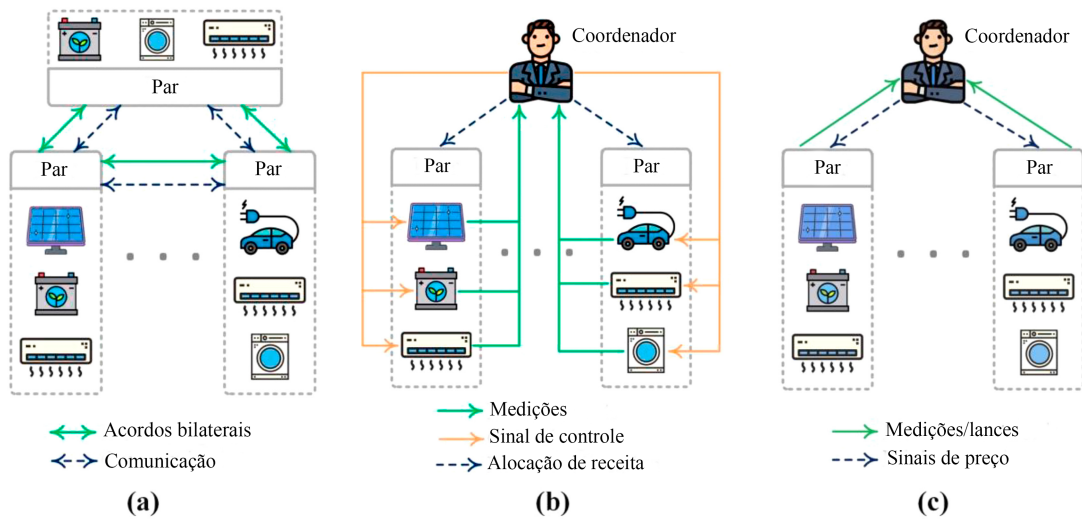 Par
Par
Par
Acordos bilaterais
Comunicação
(a)
Coordenador
Par
Par
Medições
Sinal de controle
Alocação de receita
(b)
Coordenador
Par
Par
Medições/lances
Sinais de preço
(c)